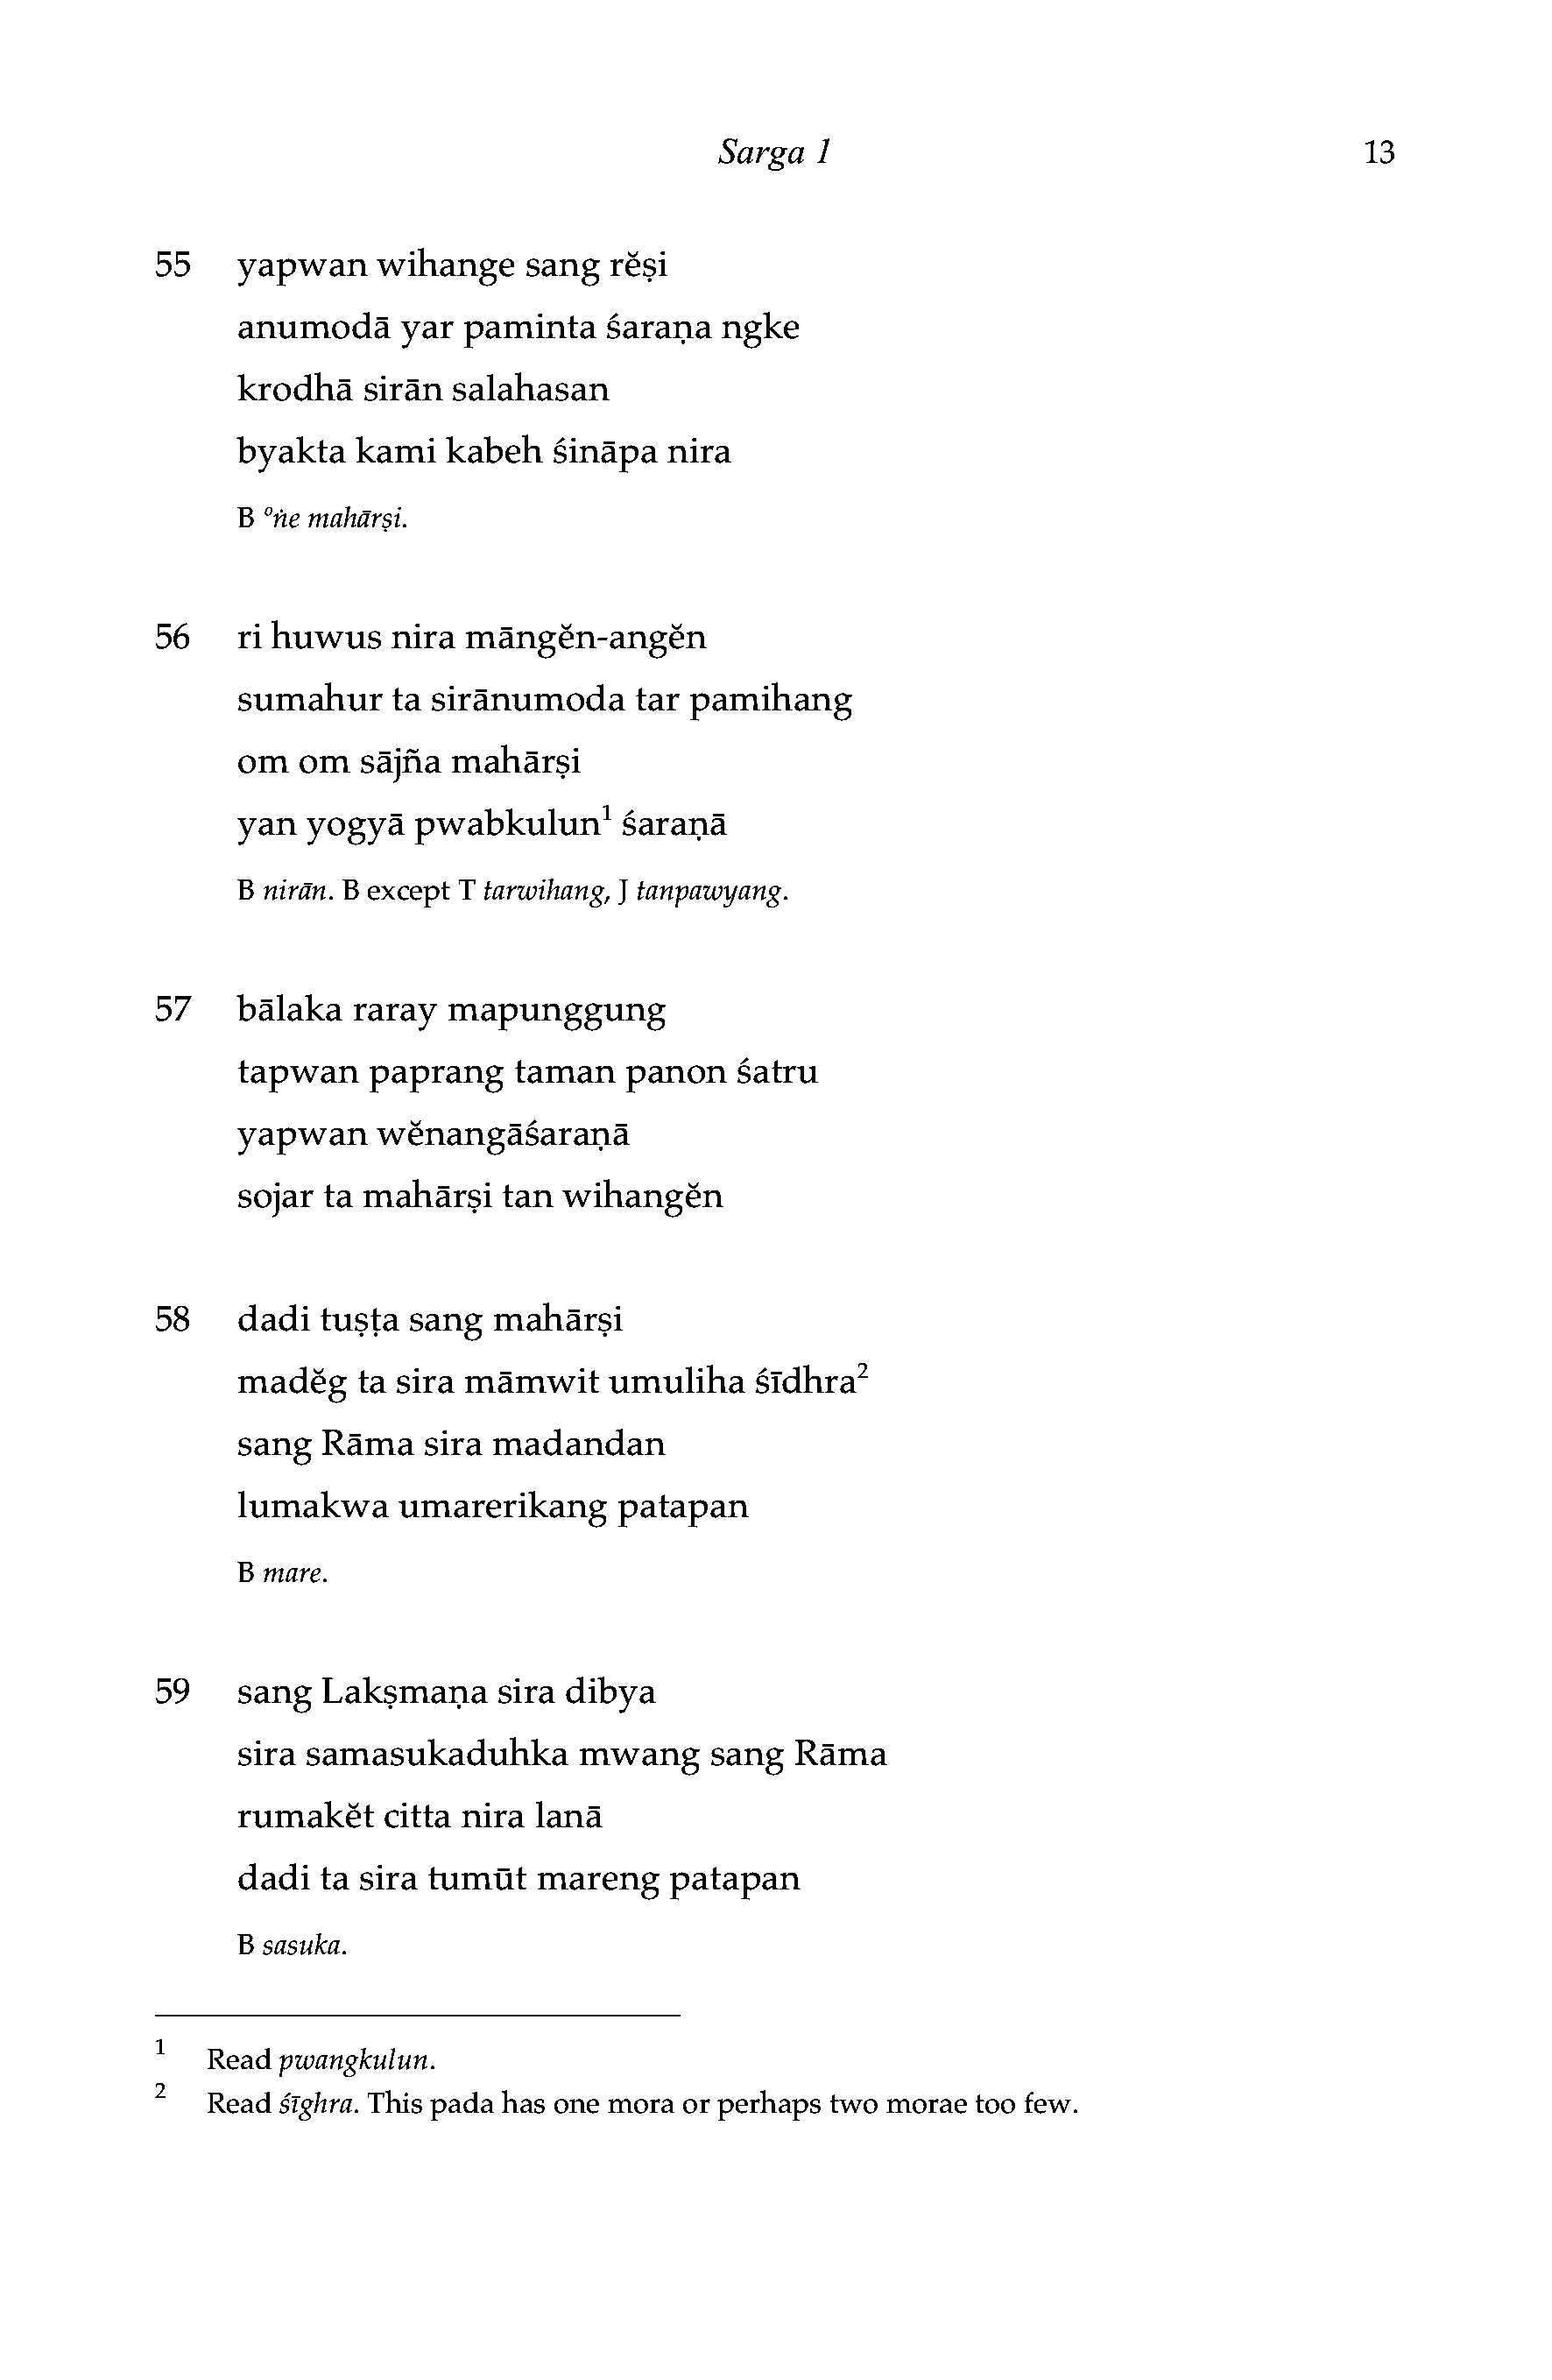 Sarga 1 13
55 yapwan wihange sang rĕṣi
anumodā yar paminta śaraṇa ngke
krodhā sirān salahasan
byakta kami kabeh śināpa nira
B °ṅe mahārṣi.
56 ri huwus nira māngĕn-angĕn
sumahur ta sirānumoda tar pamihang
om om sājña mahārṣi
yan yogyā pwabkulun¹ śaraṇā
B nirān. B except T tarwihang, J tanpawyang.
57 bālaka raray mapunggung
tapwan paprang taman panon śatru
yapwan wĕnangāśaraṇā
sojar ta mahārṣi tan wihangĕn
58 dadi tuṣṭa sang mahārṣi
madĕg ta sira māmwit umuliha śīdhra²
sang Rāma sira madandan
lumakwa umarerikang patapan
B mare.
59 sang Lakṣmaṇa sira dibya
sira samasukaduhka mwang sang Rāma
rumakĕt citta nira lanā
dadi ta sira tumūt mareng patapan
B sasuka.
1 Read pwangkulun.
2 Read śīghra. This pada has one mora or perhaps two morae too few.